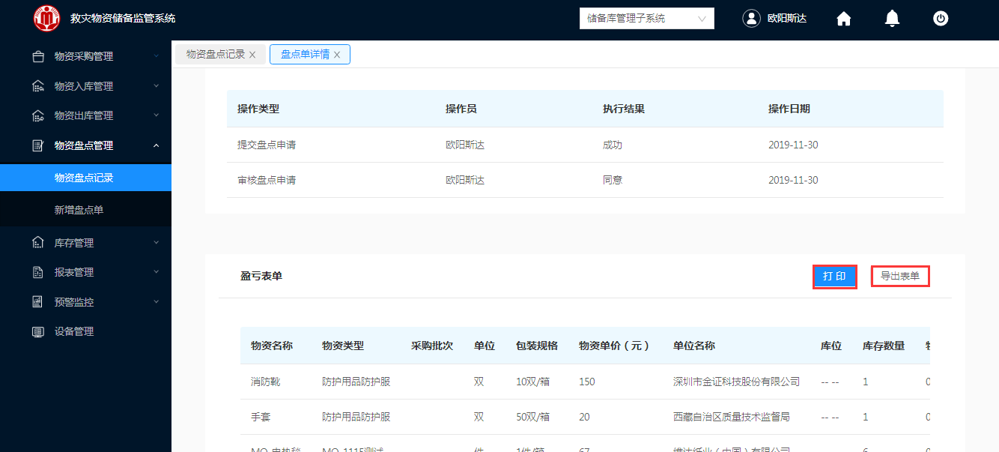 救灾物资储备监管系统
储备库管理子系统
欧阳斯达
物资采购管理
物资入库管理
物资出库管理
物资盘点管理
物资盘点记录
新增盘点单
库存管理
报表管理
预警监控
设备管理
物资盘点记录 X
盘点单详情 X
操作类型 操作员 执行结果 操作日期
提交盘点申请 欧阳斯达 成功 2019-11-30
审核盘点申请 欧阳斯达 同意 2019-11-30
盈亏表单
打 印
导出表单
物资名称 物资类型 采购批次 单位 包装规格 物资单价（元） 单位名称 库位 库存数量
消防靴 防护用品防护服 双 10双/箱 150 深圳市金证科技股份有限公司 -- -- 1 0
手套 防护用品防护服 双 50双/箱 20 西藏自治区质量技术监督局 -- -- 1 0
MQ-电热毯 MQ-1115测试 件 1件/箱 67 维达纸业（中国）有限公司 -- -- 6 0